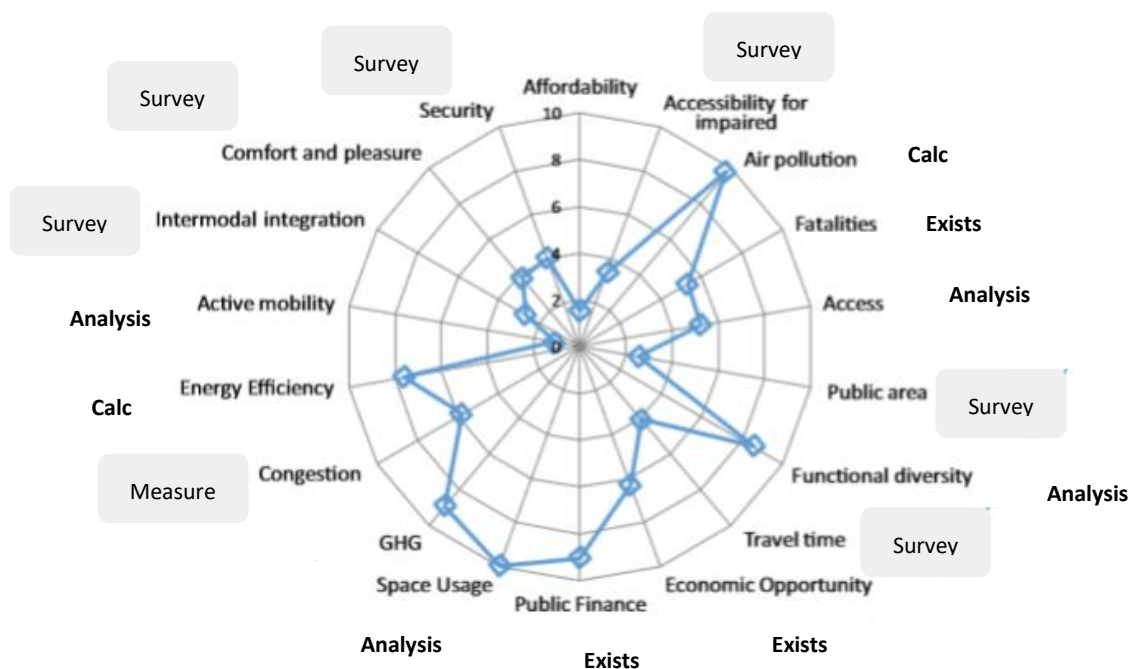 Survey
Survey
Survey
Affordability
Security
10
Accessibility for
impaired
Comfort and pleasure
8
Air pollution
Calc
Survey
Intermodal integration
6
Fatalities
Exists
4
Analysis
Active mobility
2
Access
Analysis
0
Calc
Energy Efficiency
Public area
Survey
Measure
Congestion
Functional diversity
Analysis
GHG
Travel time
Survey
Space Usage
Public Finance
Economic Opportunity
Analysis
Exists
Exists